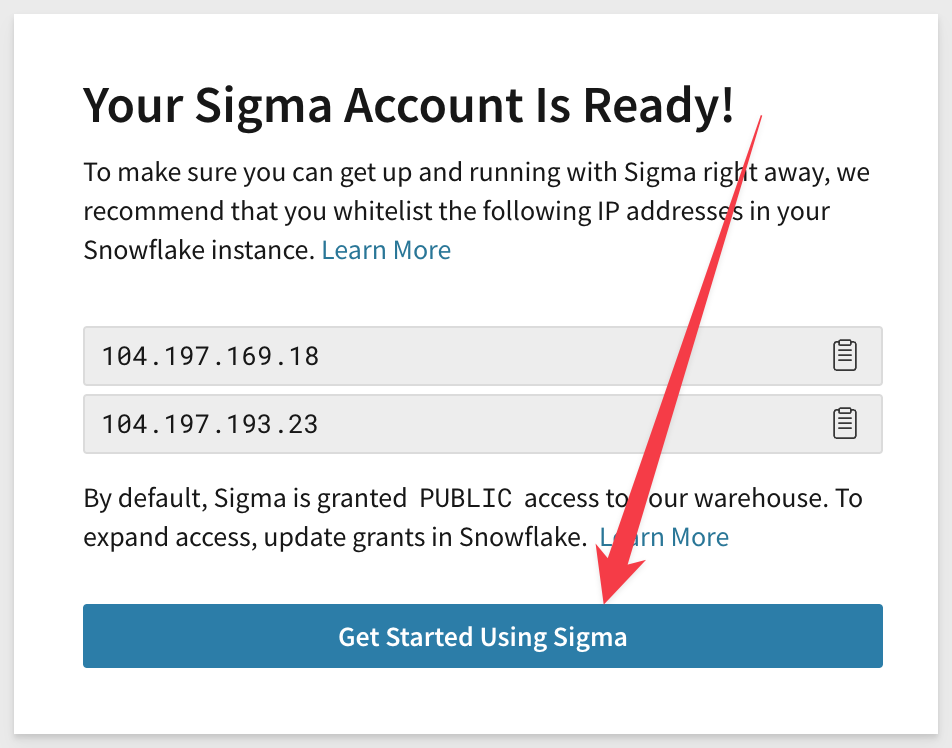 Your Sigma Account Is Ready!
To make sure you can get up and running with Sigma right away, we
recommend that you whitelist the following IP addresses in your
Snowflake instance. Learn More
104.197.169.18
104.197.193.23
By default, Sigma is granted PUBLIC access to your warehouse. To
expand access, update grants in Snowflake. Learn More
Get Started Using Sigma